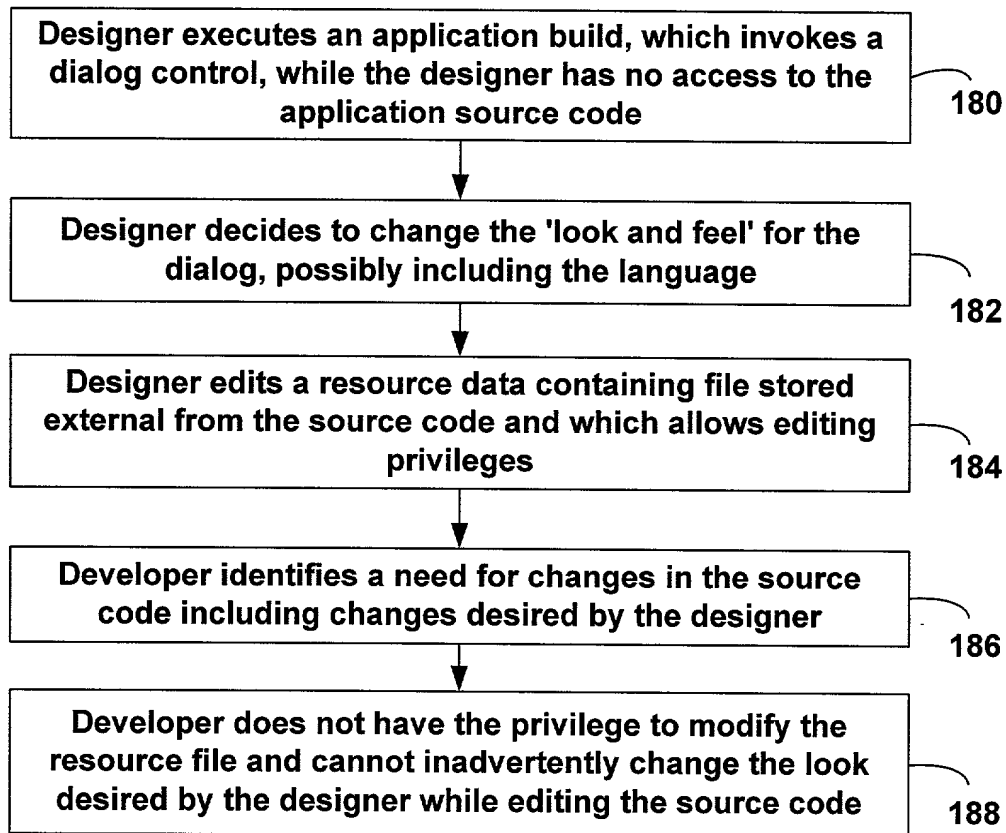 Designer executes an application build, which invokes a
dialog control, while the designer has no access to the
application source code
180
Designer decides to change the 'look and feel' for the
dialog, possibly including the language
182
Designer edits a resource data containing file stored
external from the source code and which allows editing
privileges
184
Developer identifies a need for changes in the source
code including changes desired by the designer
186
Developer does not have the privilege to modify the
resource file and cannot inadvertently change the look
desired by the designer while editing the source code
188